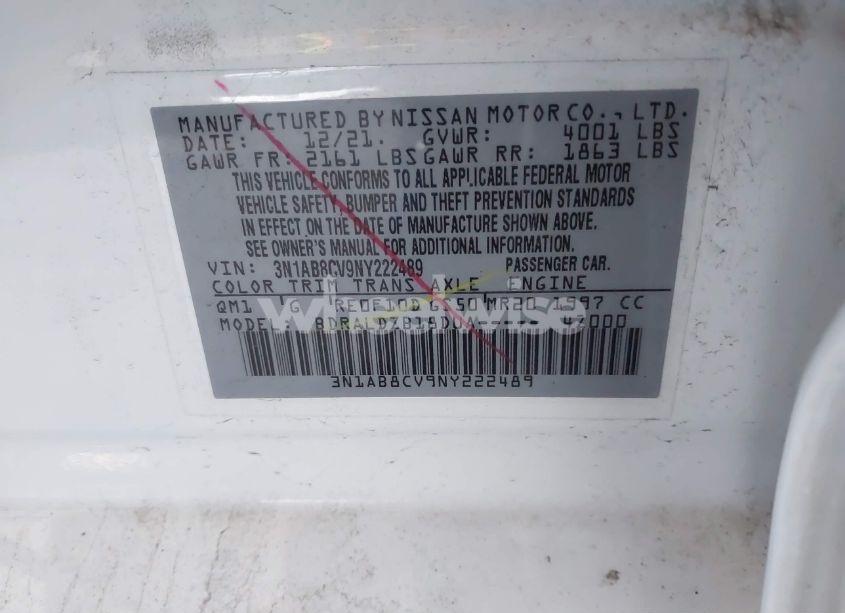 MANUFACTURED BY NISSAN MOTOR CO., LTD.
DATE: 12/21. GVWR: 4001 LBS
GAWR FR: 2161 LBS GAWR RR: 1863 LBS
THIS VEHICLE CONFORMS TO ALL APPLICABLE FEDERAL MOTOR
VEHICLE SAFETY, BUMPER AND THEFT PREVENTION STANDARDS
IN EFFECT ON THE DATE OF MANUFACTURE SHOWN ABOVE.
SEE OWNER'S MANUAL FOR ADDITIONAL INFORMATION.
VIN: 3N1AB8CV9NY222489 PASSENGER CAR.
COLOR TRIM TRANS AXLE ENGINE
QM1 G RE0F10D GF50 MR20 1997 CC
MODEL:
3N1AB8CV9NY222489